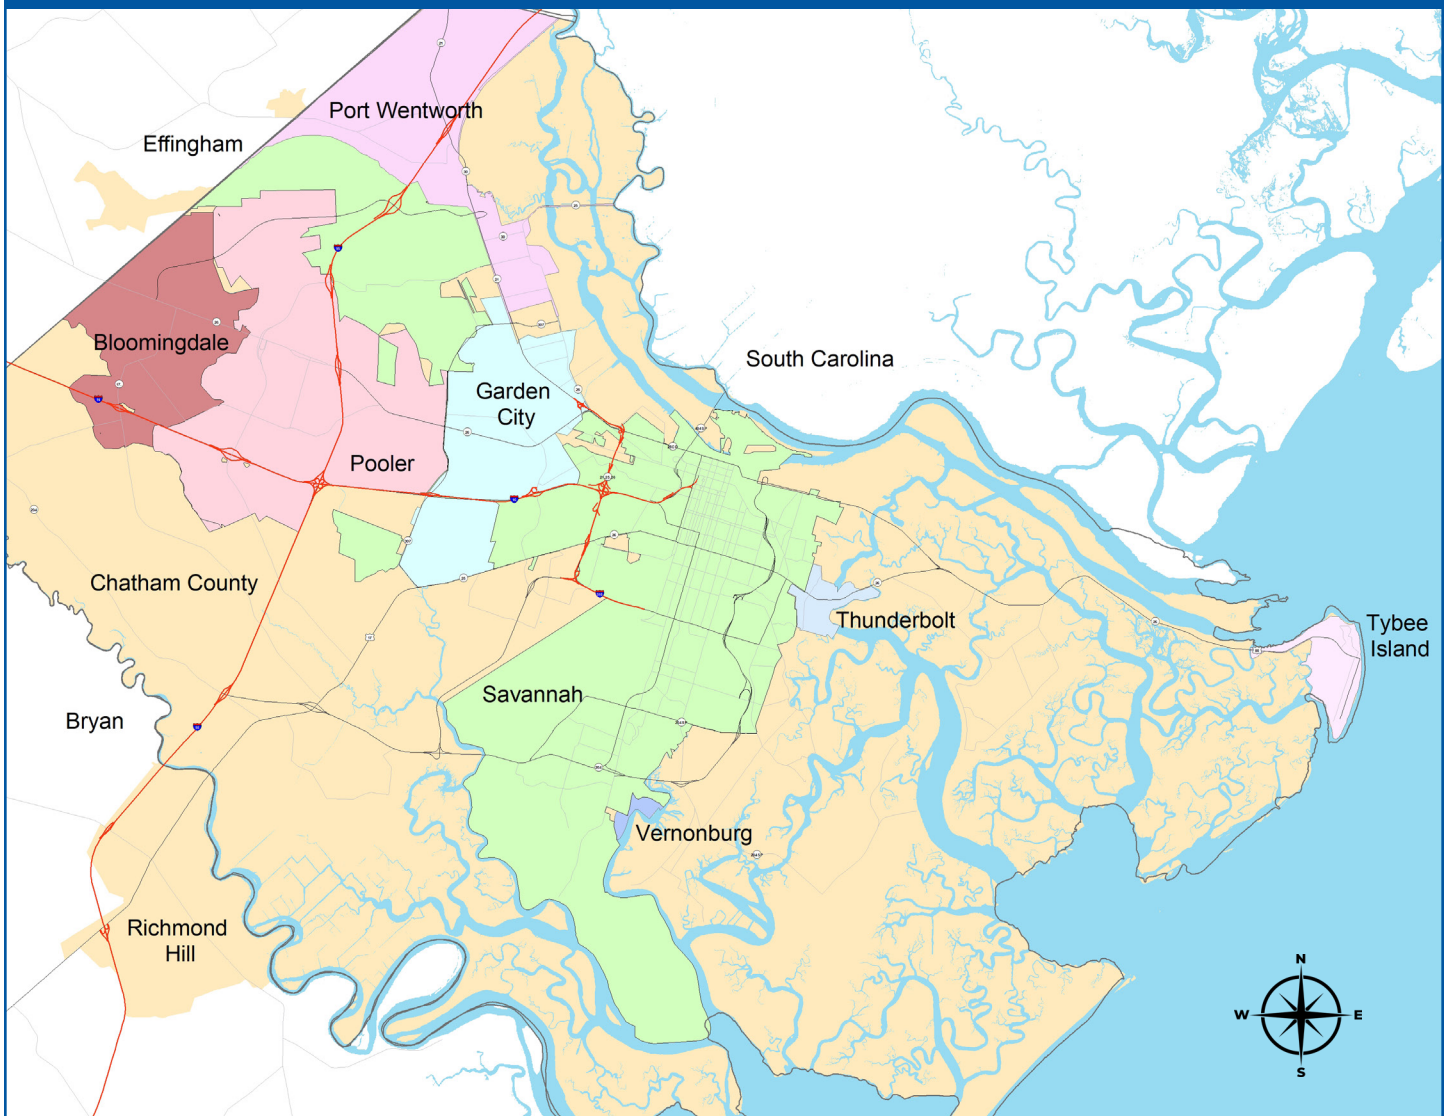 Port Wentworth
Effingham
Bloomingdale
South Carolina
Garden
City
Pooler
Chatham County
Thunderbolt
Tybee
Island
Savannah
Bryan
Vernonburg
Richmond
Hill
N
W E
S